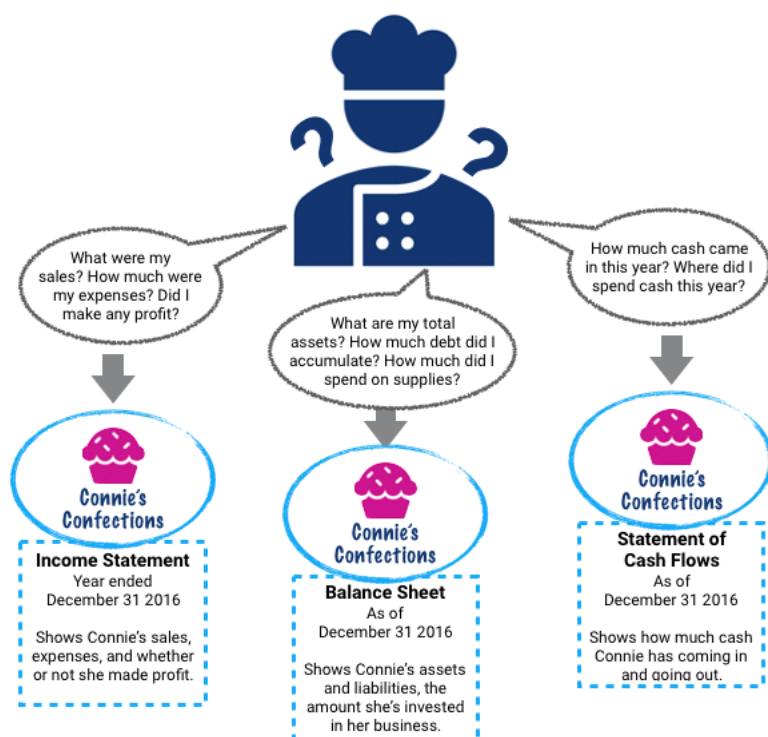 What were my
sales? How much were
my expenses? Did I
make any profit?
What are my total
assets? How much debt did I
accumulate? How much did I
spend on supplies?
How much cash came
in this year? Where did I
spend cash this year?
Connie's
Confections
Income Statement
Year ended
December 31 2016
Shows Connie's sales,
expenses, and whether
or not she made profit.
Connie's
Confections
Balance Sheet
As of
December 31 2016
Shows Connie's assets
and liabilities, the
amount she's invested
in her business.
Connie's
Confections
Statement of
Cash Flows
As of
December 31 2016
Shows how much cash
Connie has coming in
and going out.